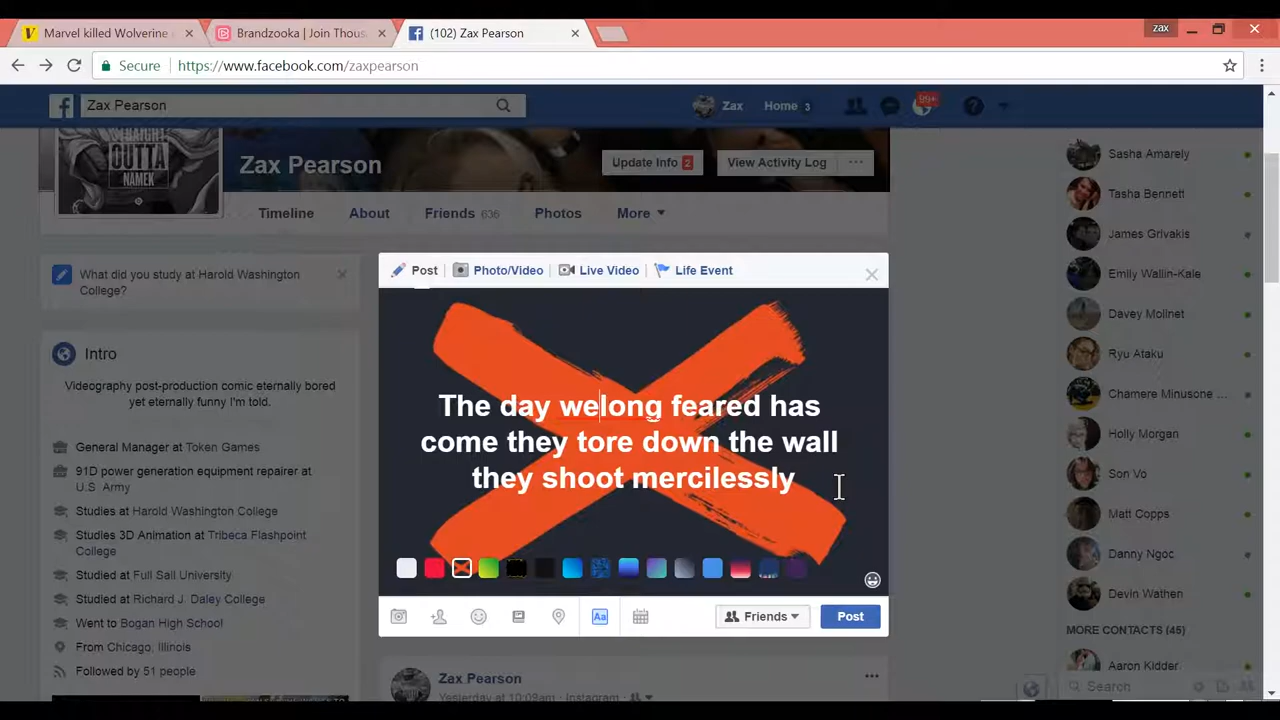 Marvel killed Wolverine
Brandzooka | Join Thous
(102) Zax Pearson
zax
Secure
https://www.facebook.com/zaxpearson
Zax Pearson
Zax
Home 3
99+
STRAIGHT
OUTTA
NAMEK
Zax Pearson
Update Info 2
View Activity Log
Timeline
About
Friends 636
Photos
More
What did you study at Harold Washington
College?
Intro
Videography post-production comic eternally bored
yet eternally funny I'm told.
General Manager at Token Games
91D power generation equipment repairer at
U.S. Army
Studies at Harold Washington College
Studies 3D Animation at Tribeca Flashpoint
College
Studied at Full Sail University
Studied at Richard J. Daley College
Went to Bogan High School!
From Chicago, Illinois
Followed by 51 people
Post
Photo/Video
Live Video
Life Event
The day welong feared has
come they tore down the wall
they shoot mercilessly
Aa
Friends
Post
Zax Pearson
Yesterday at 10:09am · Instagram ·
Sasha Amarely
Tasha Bennett
James Grivakis
Emily Wallin-Kale
Davey Molinet
Ryu Ataku
Chamere Minusone ...
Holly Morgan
Son Vo
Matt Copps
Danny Ngoc
Devin Wathen
MORE CONTACTS (45)
Aaron Kidder
Search